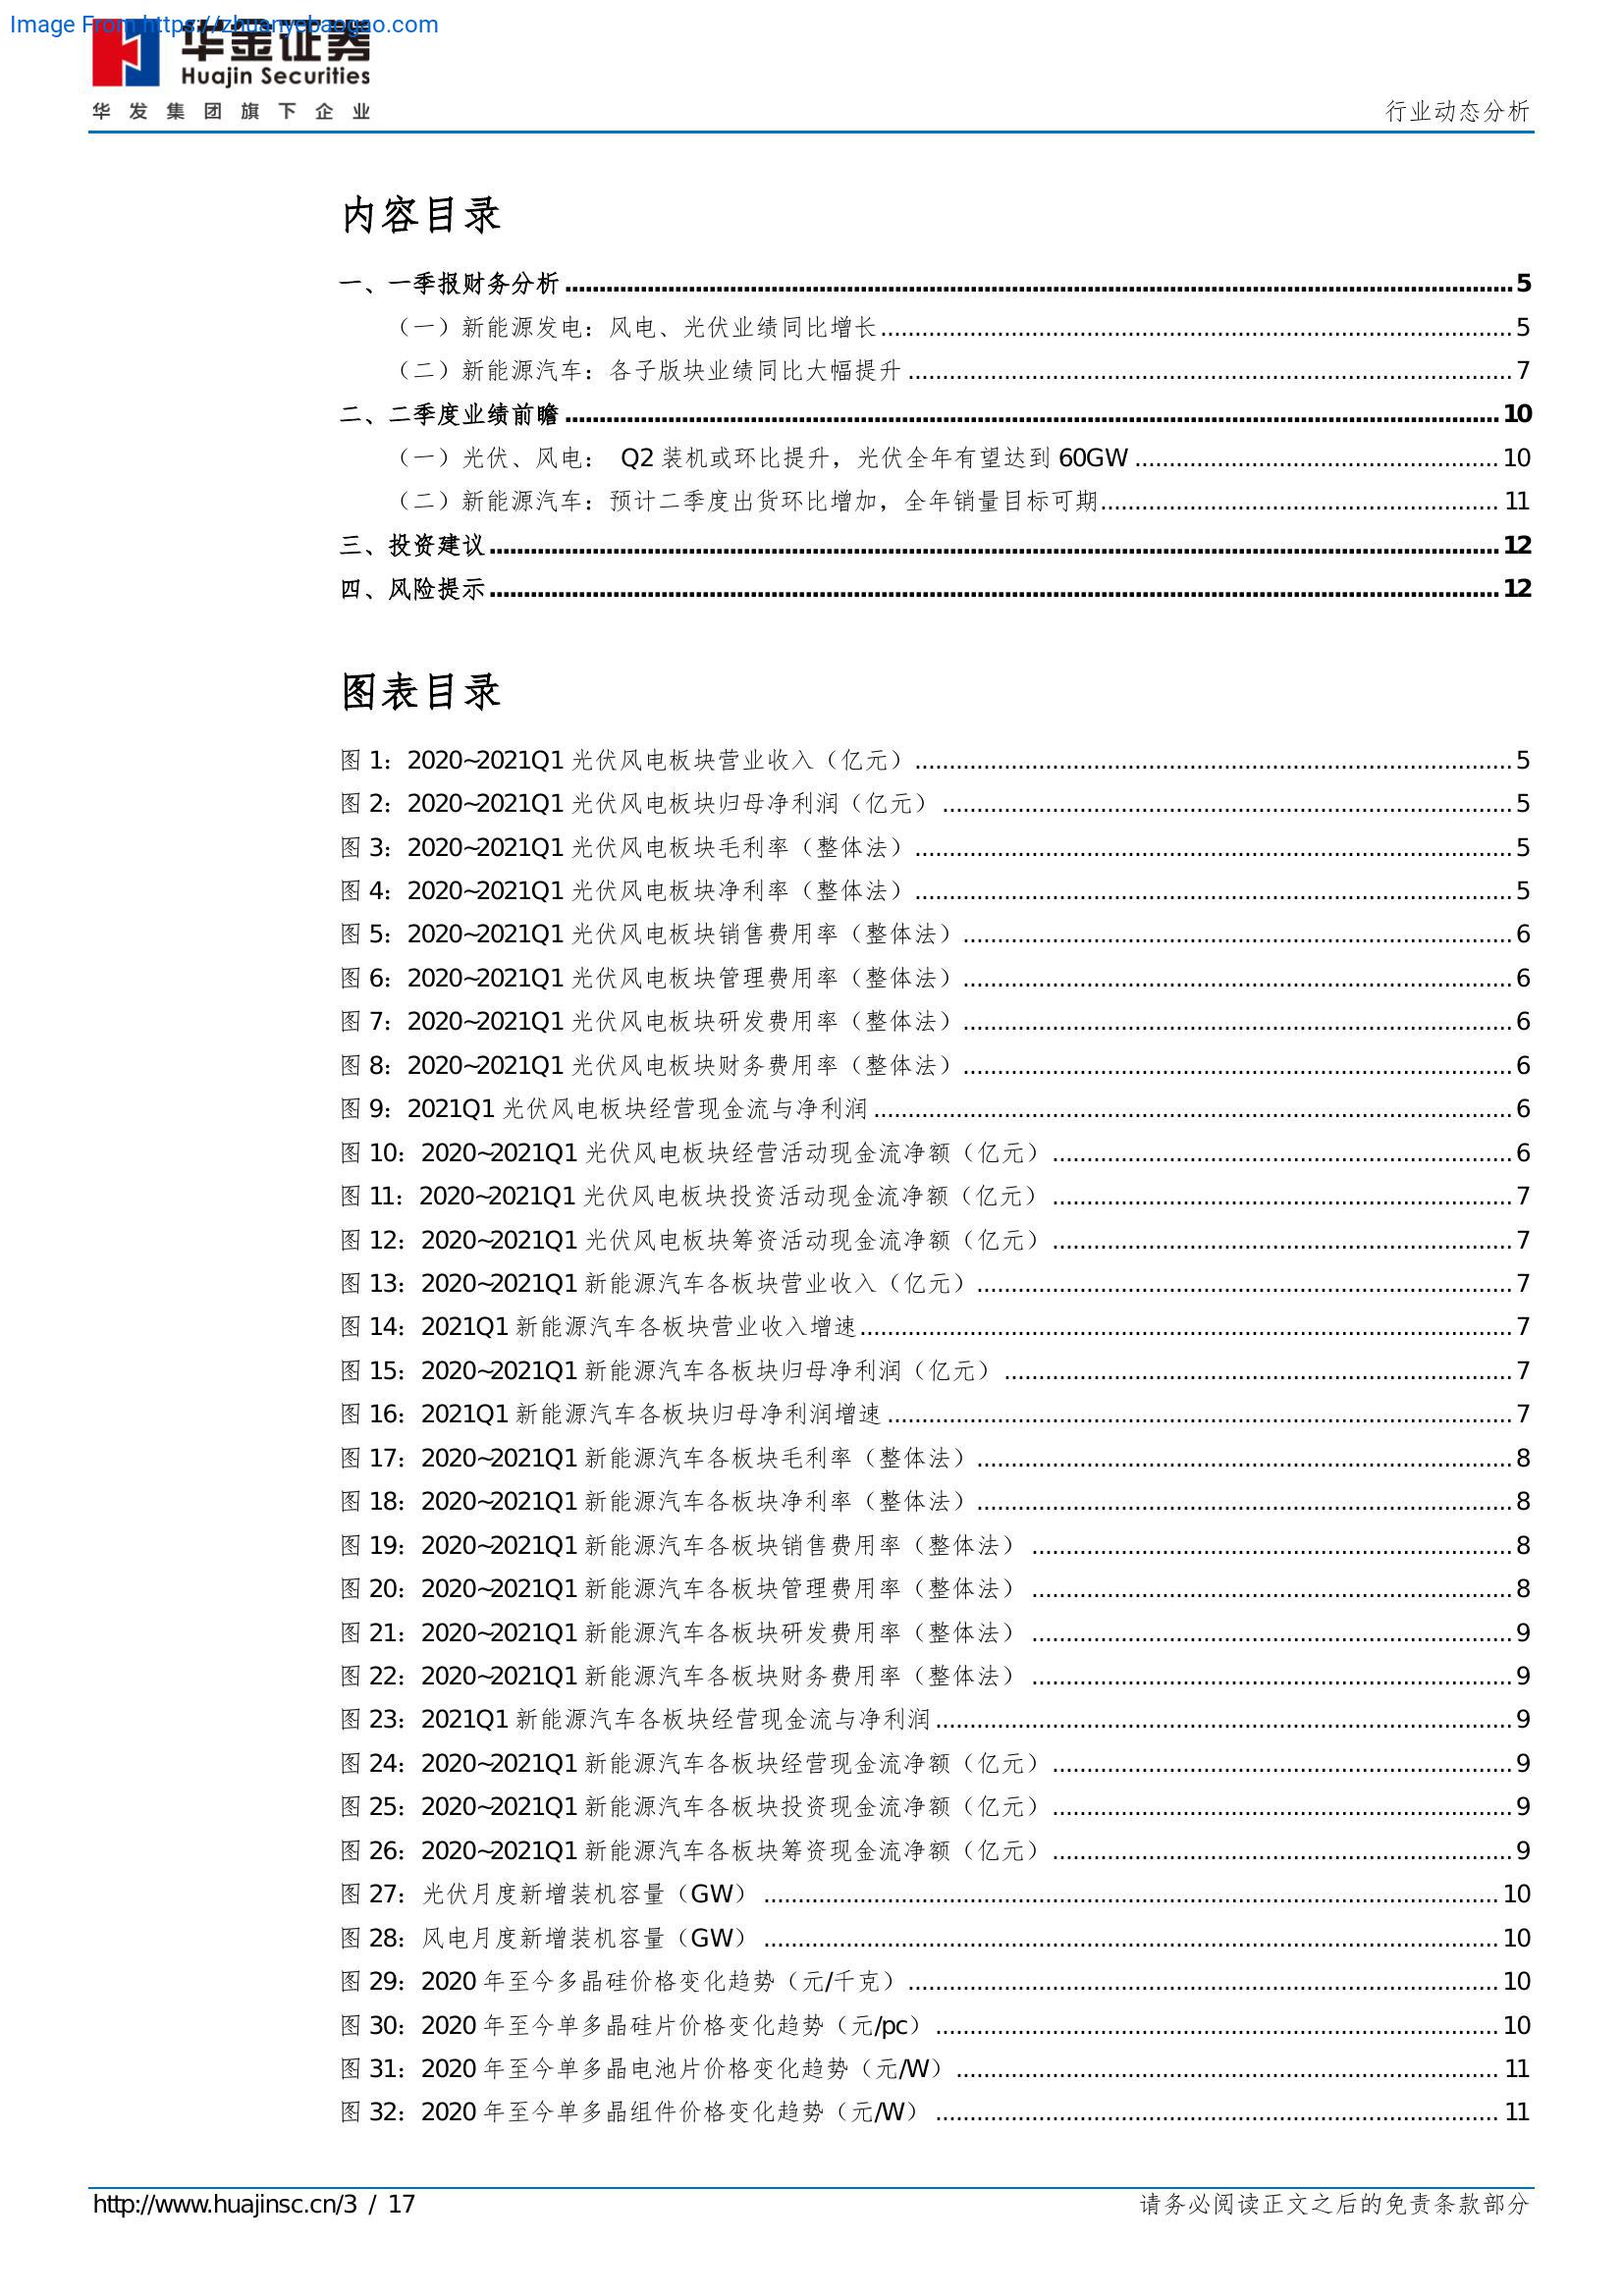 Image From https://zhuanyebaogao.com
华金证券
Huajin Securities
华发集团旗下企业
行业动态分析
内容目录
一、一季报财务分析 5
（一）新能源发电：风电、光伏业绩同比增长 5
（二）新能源汽车：各子版块业绩同比大幅提升 7
二、二季度业绩前瞻 10
（一）光伏、风电： Q2 装机或环比提升，光伏全年有望达到 60GW 10
（二）新能源汽车：预计二季度出货环比增加，全年销量目标可期 11
三、投资建议 12
四、风险提示 12
图表目录
图 1：2020~2021Q1 光伏风电板块营业收入（亿元） 5
图 2：2020~2021Q1 光伏风电板块归母净利润（亿元） 5
图 3：2020~2021Q1 光伏风电板块毛利率（整体法） 5
图 4：2020~2021Q1 光伏风电板块净利率（整体法） 5
图 5：2020~2021Q1 光伏风电板块销售费用率（整体法） 6
图 6：2020~2021Q1 光伏风电板块管理费用率（整体法） 6
图 7：2020~2021Q1 光伏风电板块研发费用率（整体法） 6
图 8：2020~2021Q1 光伏风电板块财务费用率（整体法） 6
图 9：2021Q1 光伏风电板块经营现金流与净利润 6
图 10：2020~2021Q1 光伏风电板块经营活动现金流净额（亿元） 6
图 11：2020~2021Q1 光伏风电板块投资活动现金流净额（亿元） 7
图 12：2020~2021Q1 光伏风电板块筹资活动现金流净额（亿元） 7
图 13：2020~2021Q1 新能源汽车各板块营业收入（亿元） 7
图 14：2021Q1 新能源汽车各板块营业收入增速 7
图 15：2020~2021Q1 新能源汽车各板块归母净利润（亿元） 7
图 16：2021Q1 新能源汽车各板块归母净利润增速 7
图 17：2020~2021Q1 新能源汽车各板块毛利率（整体法） 8
图 18：2020~2021Q1 新能源汽车各板块净利率（整体法） 8
图 19：2020~2021Q1 新能源汽车各板块销售费用率（整体法） 8
图 20：2020~2021Q1 新能源汽车各板块管理费用率（整体法） 8
图 21：2020~2021Q1 新能源汽车各板块研发费用率（整体法） 9
图 22：2020~2021Q1 新能源汽车各板块财务费用率（整体法） 9
图 23：2021Q1 新能源汽车各板块经营现金流与净利润 9
图 24：2020~2021Q1 新能源汽车各板块经营现金流净额（亿元） 9
图 25：2020~2021Q1 新能源汽车各板块投资现金流净额（亿元） 9
图 26：2020~2021Q1 新能源汽车各板块筹资现金流净额（亿元） 9
图 27：光伏月度新增装机容量（GW） 10
图 28：风电月度新增装机容量（GW） 10
图 29：2020 年至今多晶硅价格变化趋势（元/千克） 10
图 30：2020 年至今单多晶硅片价格变化趋势（元/pc） 10
图 31：2020 年至今单多晶电池片价格变化趋势（元/W） 11
图 32：2020 年至今单多晶组件价格变化趋势（元/W） 11
http://www.huajinsc.cn/3 / 17
请务必阅读正文之后的免责条款部分